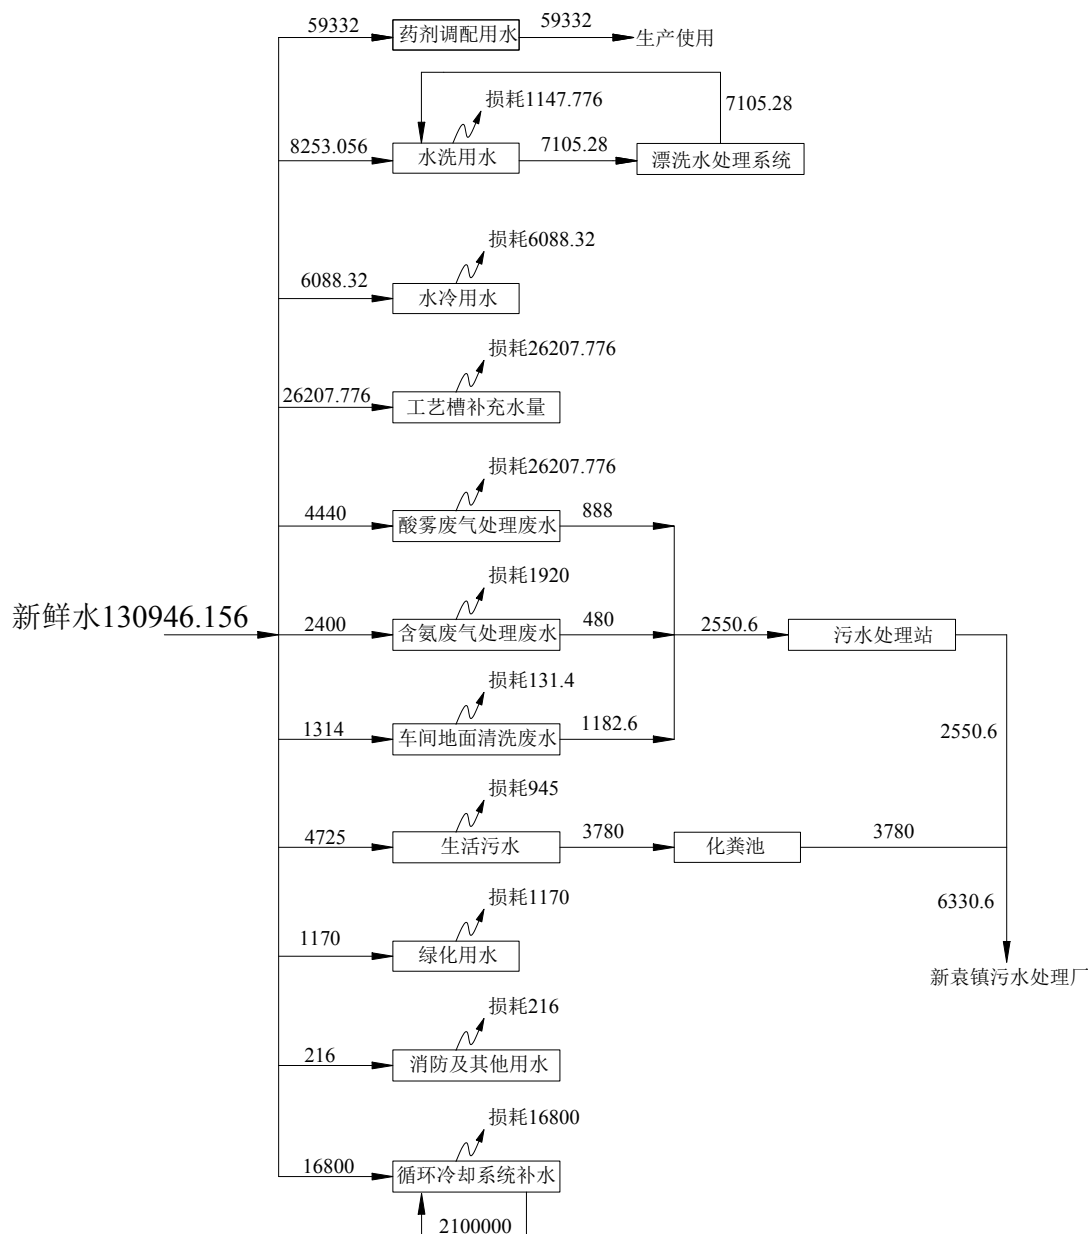 59332
药剂调配用水
59332
生产使用
损耗1147.776
7105.28
8253.056
水洗用水
7105.28
漂洗水处理系统
损耗6088.32
6088.32
水冷用水
损耗26207.776
26207.776
工艺槽补充水量
损耗26207.776
4440
酸雾废气处理废水
888
损耗1920
新鲜水130946.156
2400
含氨废气处理废水
480
2550.6
污水处理站
损耗131.4
1314
车间地面清洗废水
1182.6
2550.6
损耗945
4725
生活污水
3780
化粪池
3780
损耗1170
6330.6
1170
绿化用水
新袁镇污水处理厂
损耗216
216
消防及其他用水
损耗16800
16800
循环冷却系统补水
2100000